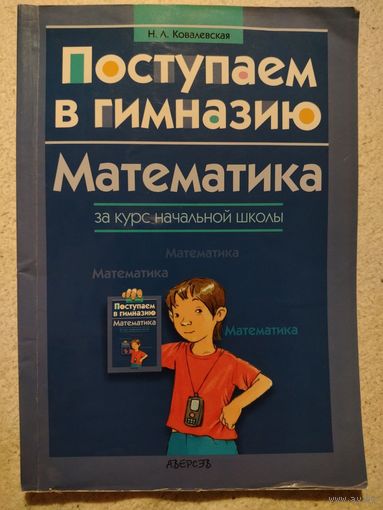 Н. Л. Ковалевская
Поступаем
в гимназию
Математика
за курс начальной школы
Математика
Математика
Поступаем
в гимназию
Математика
Математика
АВЕРСЭВ